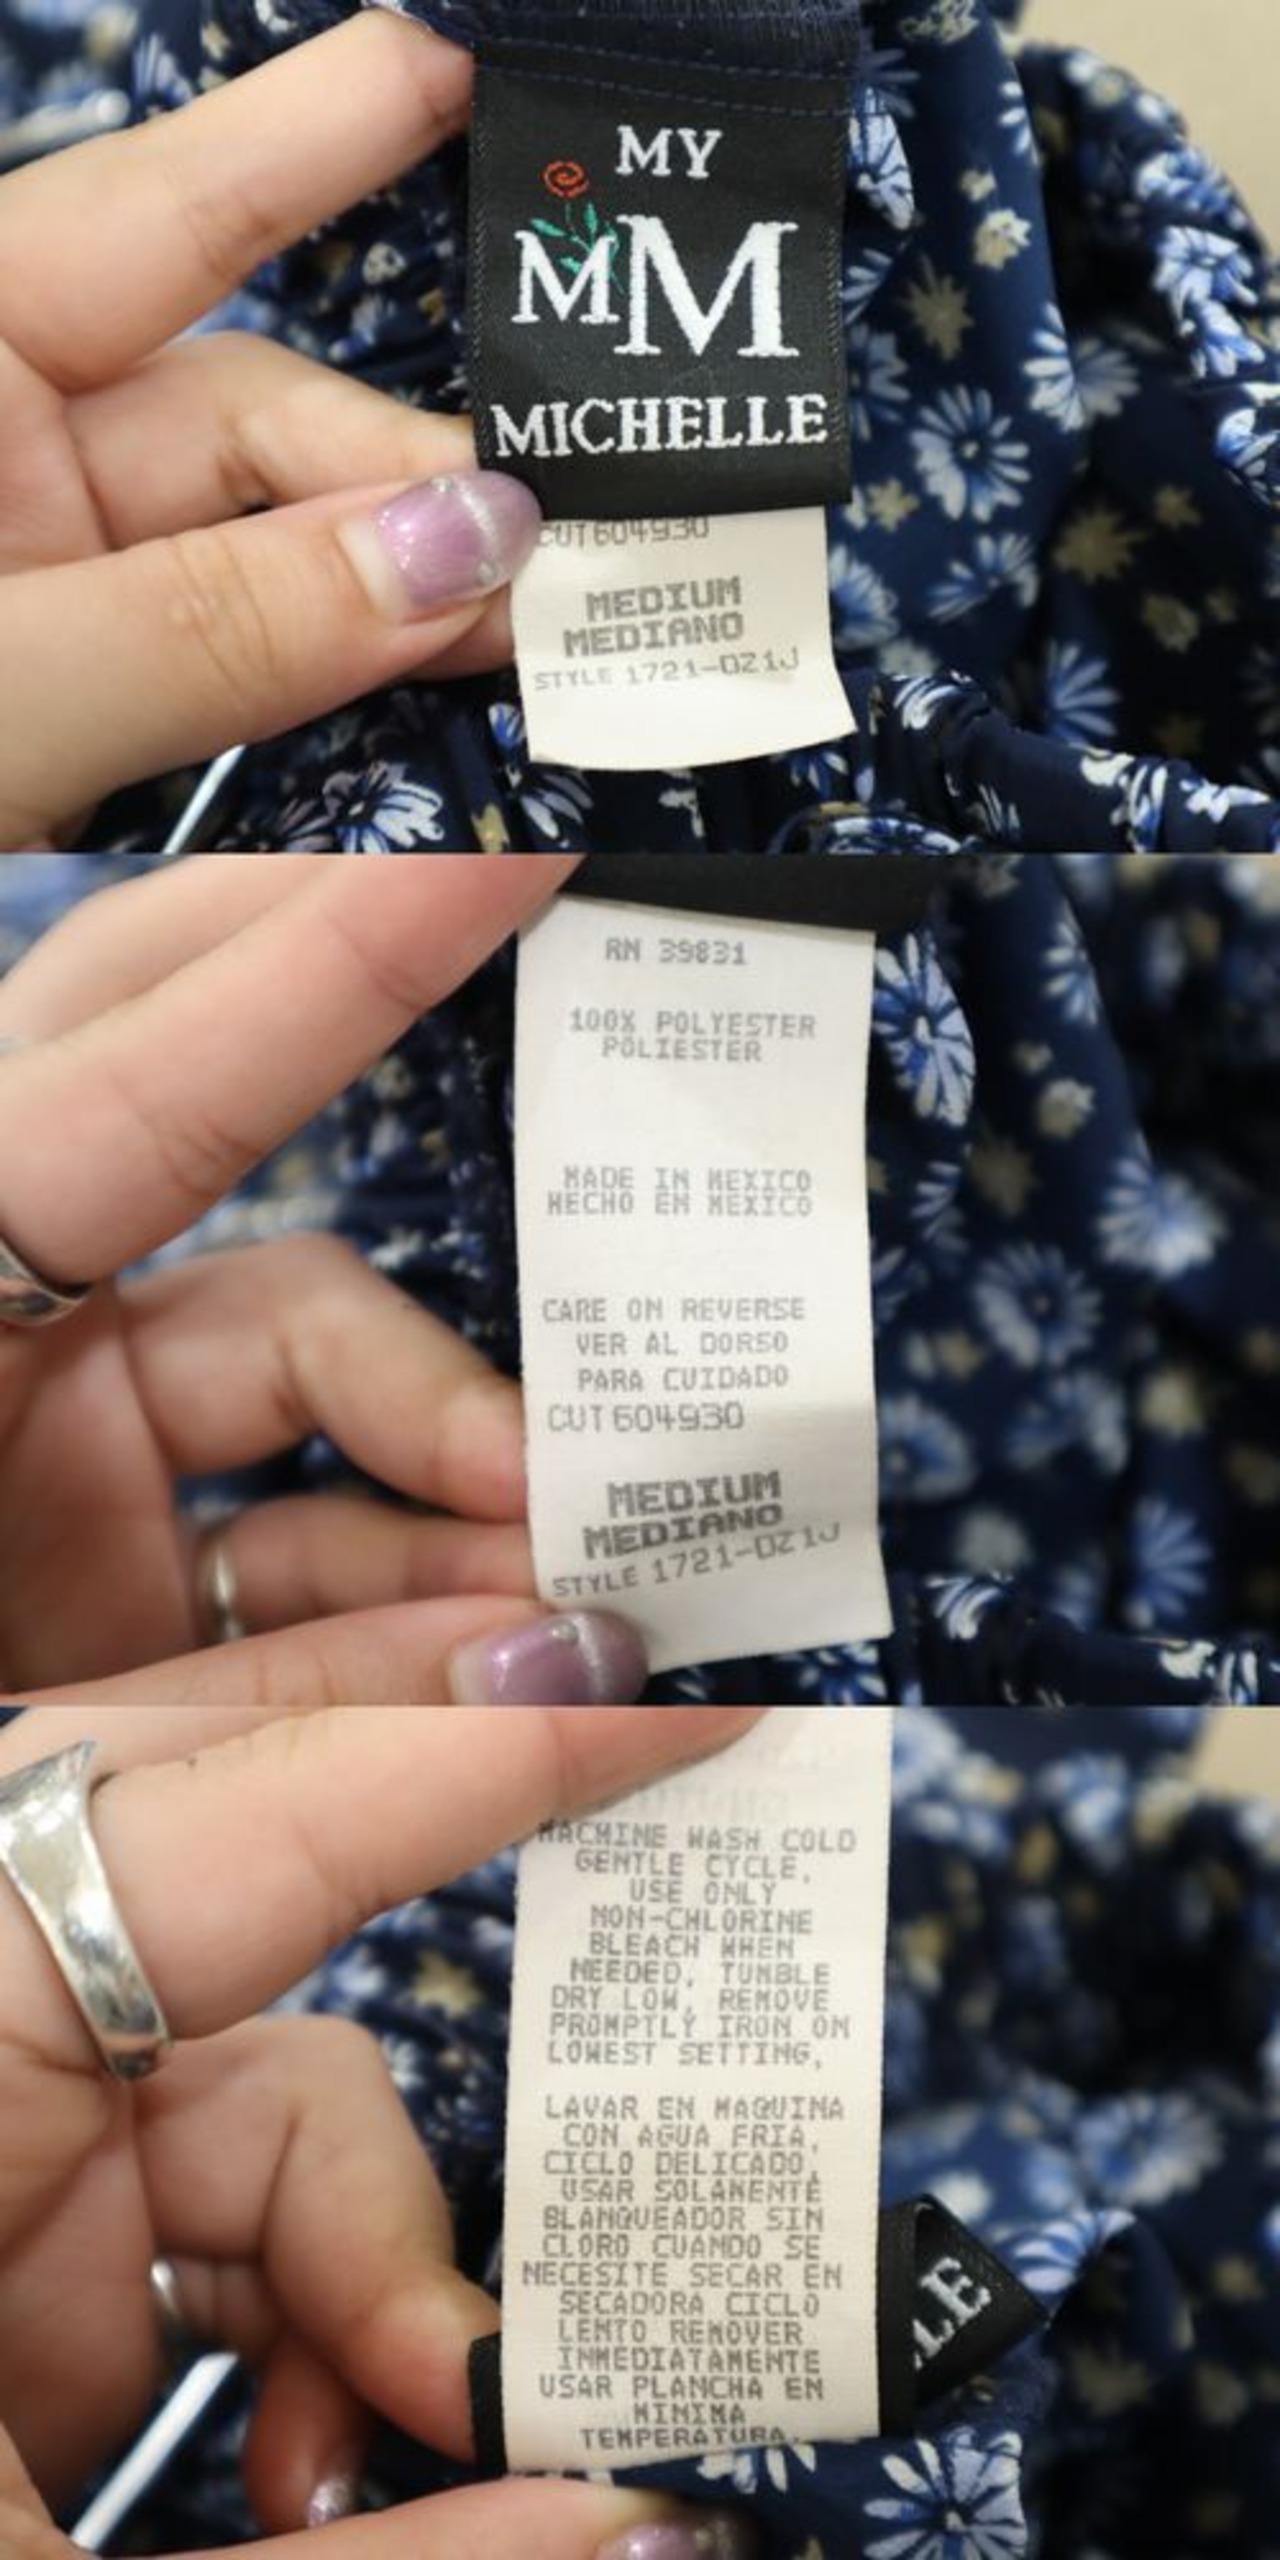 MY
MM
MICHELLE
CUT 604930
MEDIUM
MEDIANO
STYLE 1721-DZ1J
RN 39831
100% POLYESTER
POLIESTER
MADE IN MEXICO
HECHO EN MEXICO
CARE ON REVERSE
VER AL DORSO
PARA CUIDADO
CUT 604930
MEDIUM
MEDIANO
STYLE 1721-DZ1J
MACHINE WASH COLD
GENTLE CYCLE,
USE ONLY
NON-CHLORINE
BLEACH WHEN
NEEDED, TUMBLE
DRY LOW, REMOVE
PROMPTLY IRON ON
LOWEST SETTING,
LAVAR EN MAQUINA
CON AGUA FRIA,
CICLO DELICADO,
USAR SOLAMENTE
BLANQUEADOR SIN
CLORO CUANDO SE
NECESITE SECAR EN
SECADORA CICLO
LENTO REMOVER
INMEDIATAMENTE
USAR PLANCHA EN
MINIMA
TEMPERATURA.
LLE